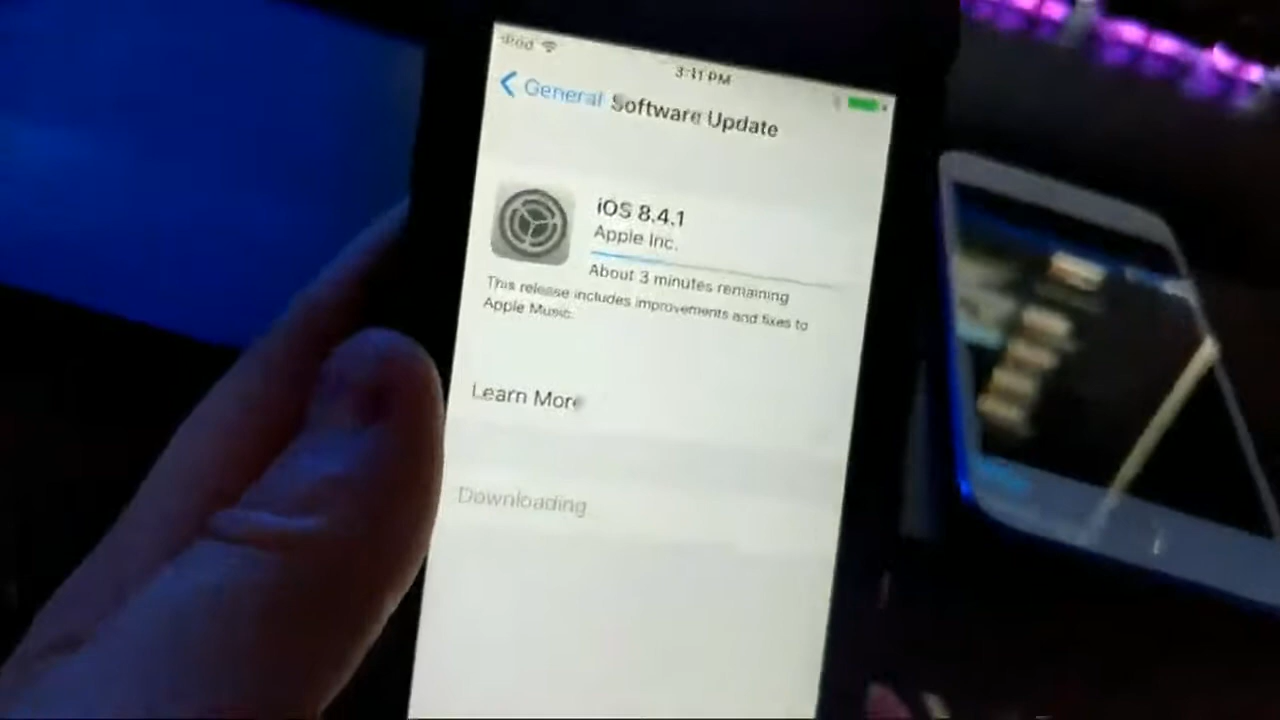 iPod
3:41 PM
General Software Update
iOS 8.4.1
Apple Inc.
About 3 minutes remaining
This release includes improvements and fixes to
Apple Music.
Learn More
Downloading